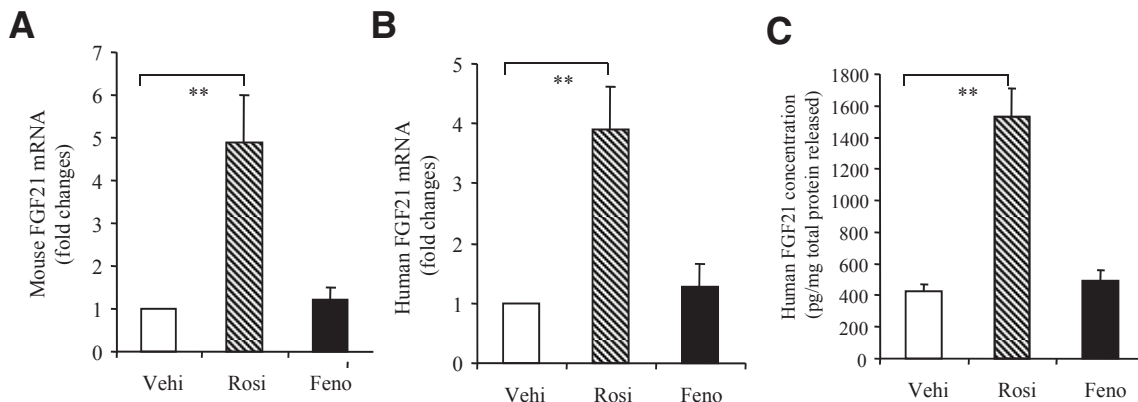 A
Mouse FGF21 mRNA
(fold changes)
7
6
5
4
3
2
1
0
**
Vehi Rosi Feno
B
Human FGF21 mRNA
(fold changes)
5
4
3
2
1
0
**
Vehi Rosi Feno
C
Human FGF21 concentration
(pg/mg total protein released)
1800
1600
1400
1200
1000
800
600
400
200
0
**
Vehi Rosi Feno